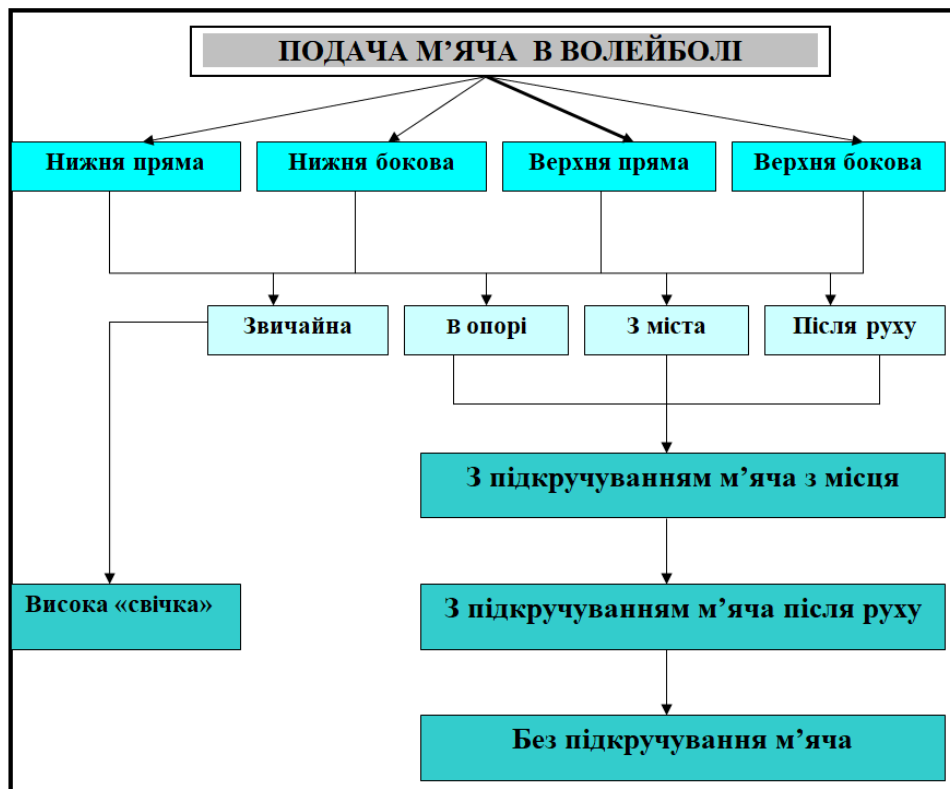 ПОДАЧА М’ЯЧА В ВОЛЕЙБОЛІ
Нижня пряма
Нижня бокова
Верхня пряма
Верхня бокова
Звичайна
В опорі
З міста
Після руху
З підкручуванням м’яча з місця
Висока «свічка»
З підкручуванням м’яча після руху
Без підкручування м’яча